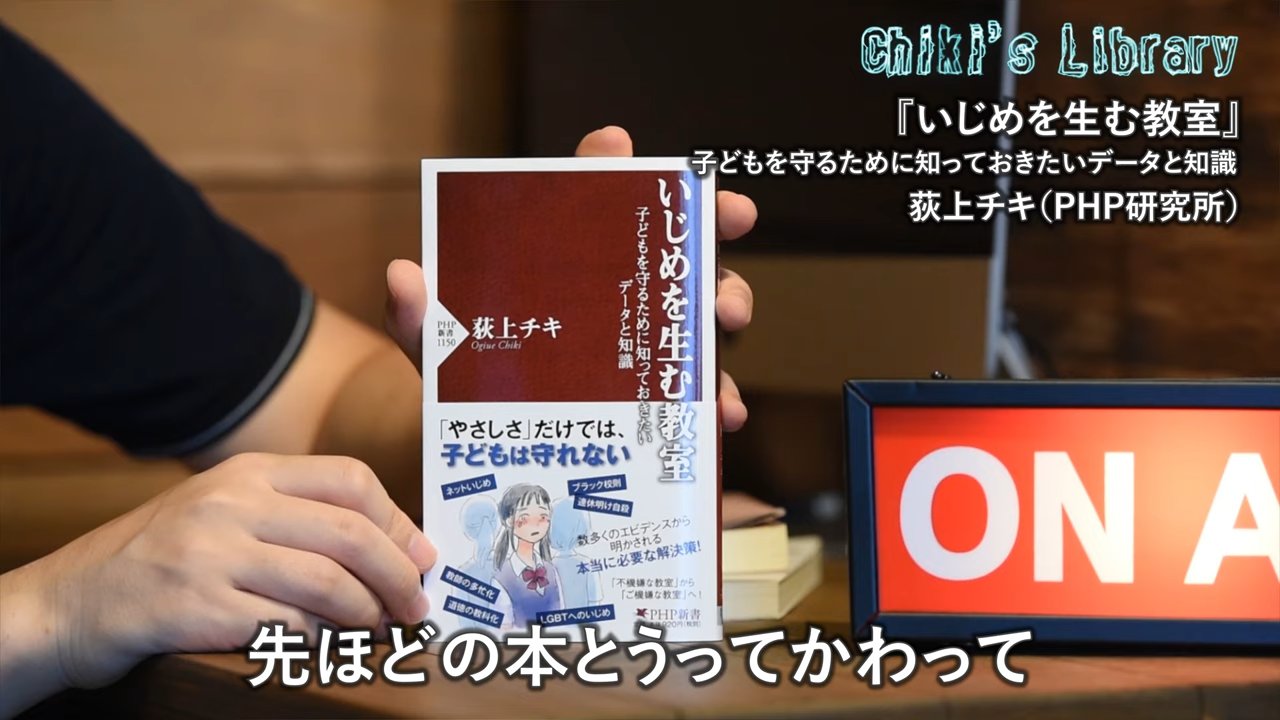 Chiki's Library
『いじめを生む教室』
子どもを守るために知っておきたいデータと知識
荻上チキ（PHP研究所）
いじめを生む教室
子どもを守るために知っておきたい
データと知識
PHP
新書
1150
荻上チキ
Ogiue Chiki
「やさしさ」だけでは、
子どもは守れない
ネットいじめ
ブラック校則
連休明け自殺
数多くのエビデンスから
明かされる
本当に必要な解決策!
「不機嫌な教室」から
「ご機嫌な教室」へ!
教師の多忙化
道徳の教科化
LGBTへのいじめ
PHP新書
920円(税別)
ON A
先ほどの本とうってかわって